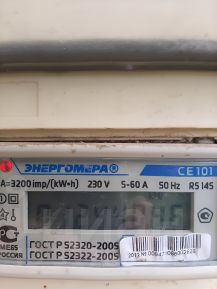 ЭНЕРГОМЕРА® CE 101
A=3200 imp/(kW•h) 230 V 5-60 A 50 Hz R5 145
ME65
РОССИЯ
ГОСТ Р 52320-2005
ГОСТ Р 52322-2005